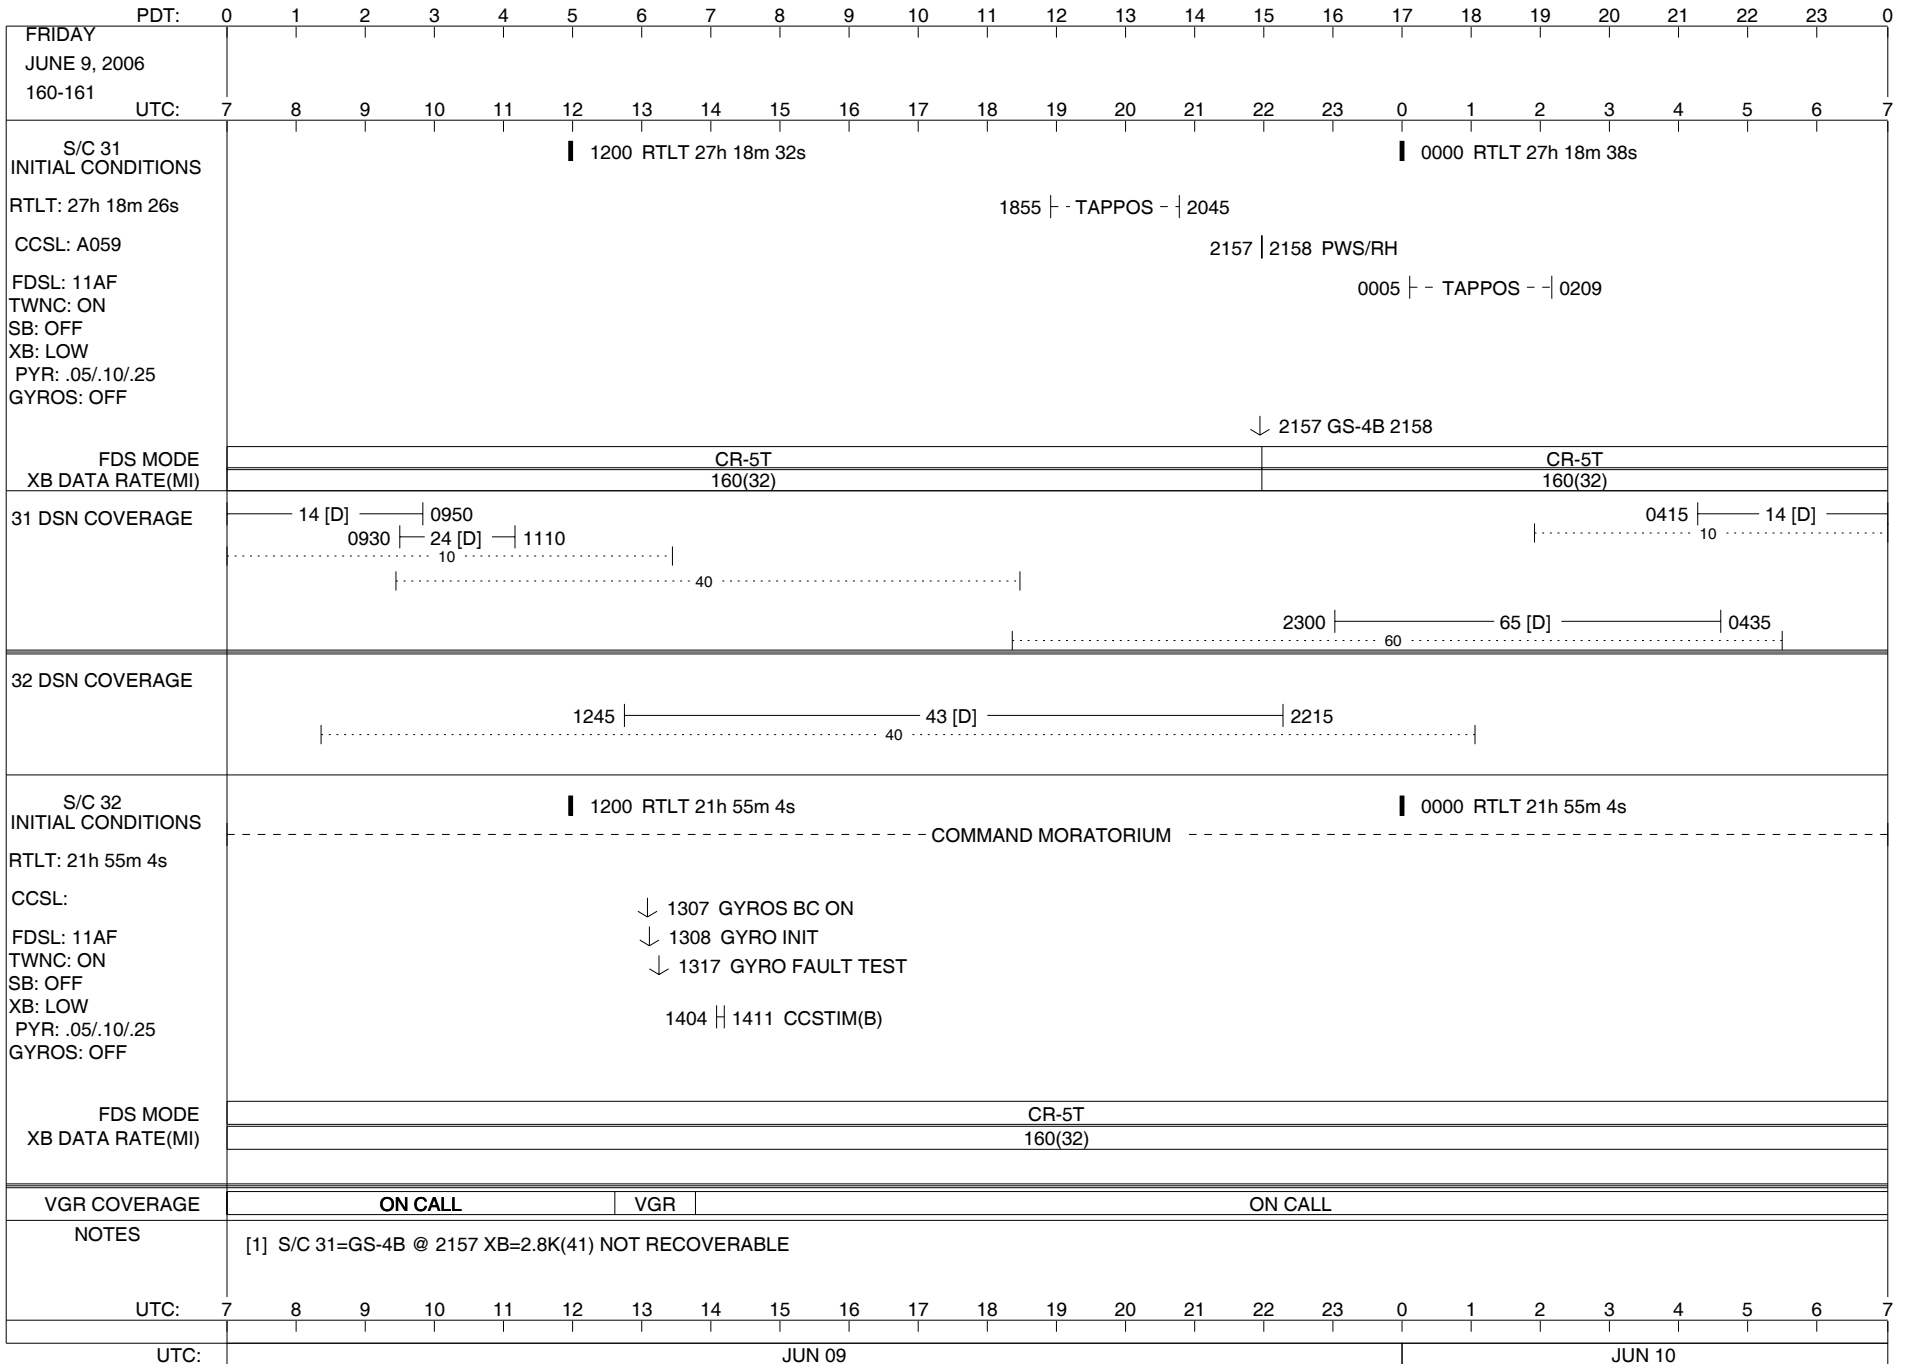 PDT: 0 1 2 3 4 5 6 7 8 9 10 11 12 13 14 15 16 17 18 19 20 21 22 23 0
FRIDAY
JUNE 9, 2006
160-161
UTC: 7 8 9 10 11 12 13 14 15 16 17 18 19 20 21 22 23 0 1 2 3 4 5 6 7
S/C 31
INITIAL CONDITIONS
1200 RTLT 27h 18m 32s
0000 RTLT 27h 18m 38s
RTLT: 27h 18m 26s
1855 TAPPOS 2045
CCSL: A059
2157 2158 PWS/RH
FDSL: 11AF
0005 TAPPOS 0209
TWNC: ON
SB: OFF
XB: LOW
PYR: .05/.10/.25
GYROS: OFF
2157 GS-4B 2158
FDS MODE CR-5T CR-5T
XB DATA RATE(MI) 160(32) 160(32)
31 DSN COVERAGE
14 [D] 0950
0415 14 [D]
0930 24 [D] 1110
10
10
40
2300 65 [D] 0435
60
32 DSN COVERAGE
1245 43 [D] 2215
40
S/C 32
INITIAL CONDITIONS
1200 RTLT 21h 55m 4s
0000 RTLT 21h 55m 4s
COMMAND MORATORIUM
RTLT: 21h 55m 4s
CCSL:
1307 GYROS BC ON
FDSL: 11AF
1308 GYRO INIT
TWNC: ON
1317 GYRO FAULT TEST
SB: OFF
XB: LOW
1404 1411 CCSTIM(B)
PYR: .05/.10/.25
GYROS: OFF
FDS MODE CR-5T
XB DATA RATE(MI) 160(32)
VGR COVERAGE ON CALL VGR ON CALL
NOTES
[1] S/C 31=GS-4B @ 2157 XB=2.8K(41) NOT RECOVERABLE
UTC: 7 8 9 10 11 12 13 14 15 16 17 18 19 20 21 22 23 0 1 2 3 4 5 6 7
UTC: JUN 09 JUN 10